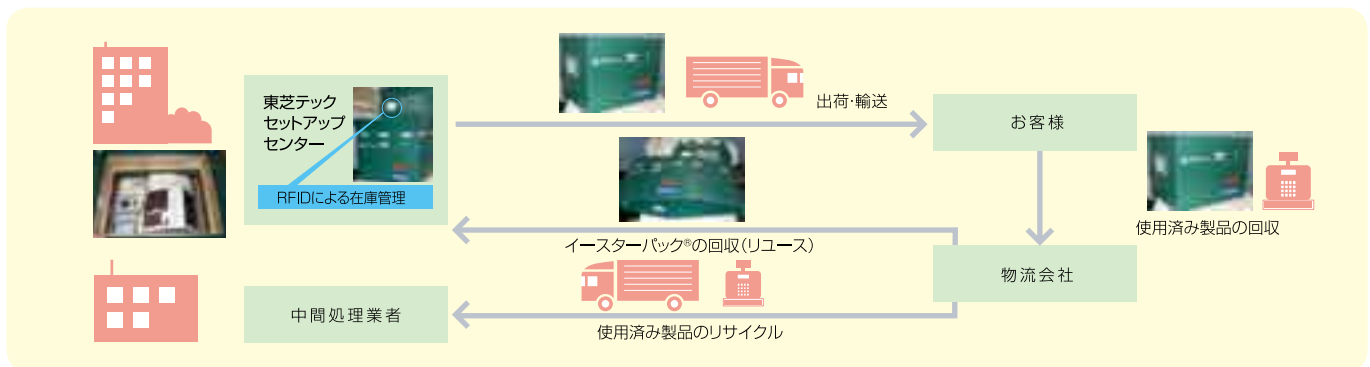 東芝テック
セットアップ
センター
RFIDによる在庫管理
出荷・輸送
お客様
使用済み製品の回収
イースターパック®の回収(リユース)
物流会社
中間処理業者
使用済み製品のリサイクル